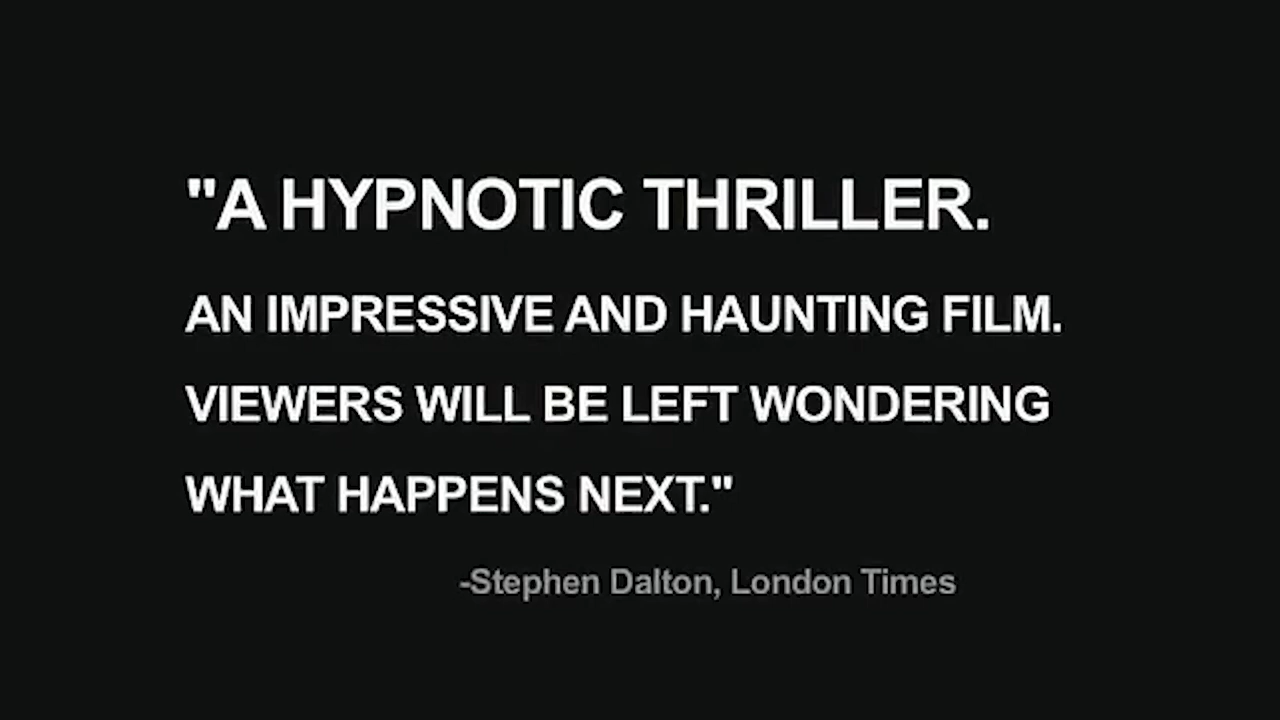 "A HYPNOTIC THRILLER.
AN IMPRESSIVE AND HAUNTING FILM.
VIEWERS WILL BE LEFT WONDERING
WHAT HAPPENS NEXT."
-Stephen Dalton, London Times